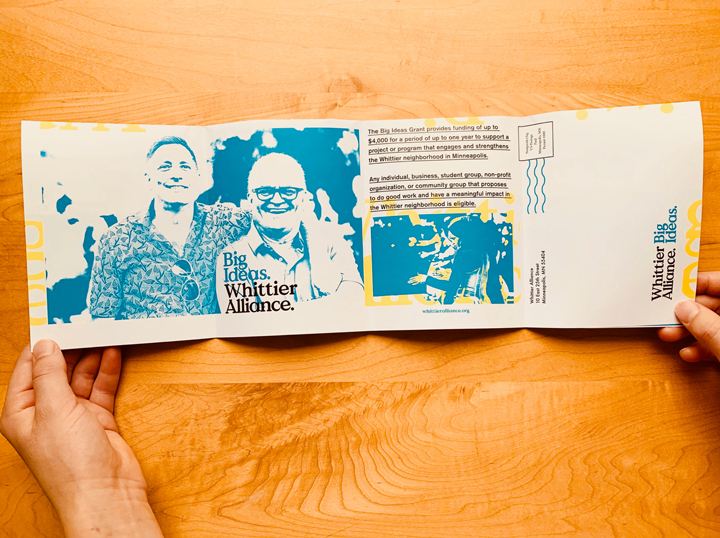 Big
Ideas.
Whittier
Alliance.
The Big Ideas Grant provides funding of up to
$4,000 for a period of up to one year to support a
project or program that engages and strengthens
the Whittier neighborhood in Minneapolis.
Any individual, business, student group, non-profit
organization, or community group that proposes
to do good work and have a meaningful impact in
the Whittier neighborhood is eligible.
whittieralliance.org
Whittier Alliance
10 East 25th Street
Minneapolis, MN 55404
Whittier Big
Alliance. Ideas.